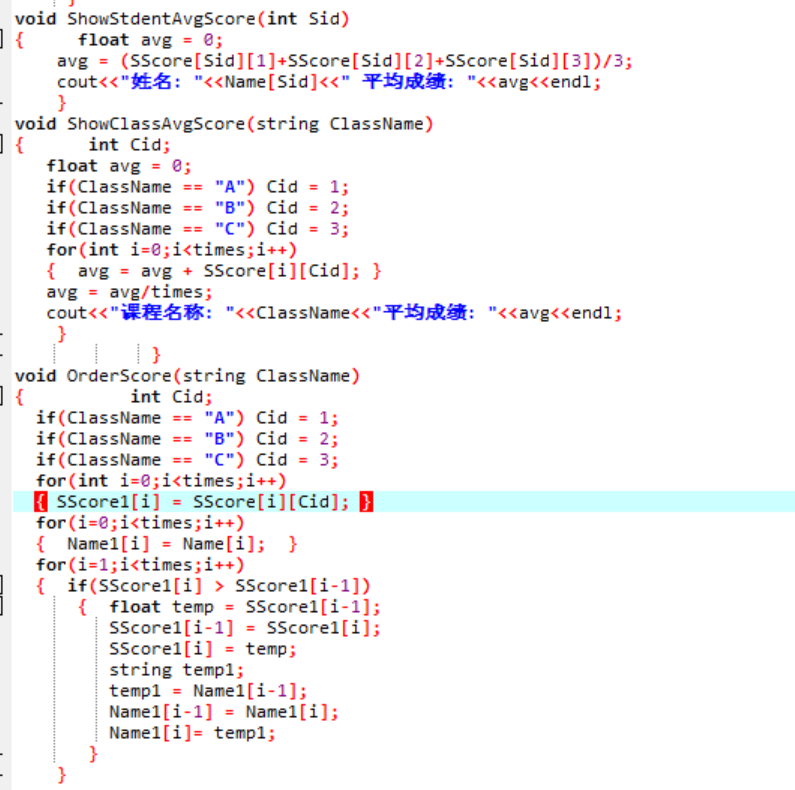 }
void ShowStdentAvgScore(int Sid)
{ float avg = 0;
avg = (SScore[Sid][1]+SScore[Sid][2]+SScore[Sid][3])/3;
cout<<"姓名: "<<Name[Sid]<<" 平均成绩: "<<avg<<endl;
}
void ShowClassAvgScore(string ClassName)
{ int Cid;
float avg = 0;
if(ClassName == "A") Cid = 1;
if(ClassName == "B") Cid = 2;
if(ClassName == "C") Cid = 3;
for(int i=0;i<times;i++)
{ avg = avg + SScore[i][Cid]; }
avg = avg/times;
cout<<"课程名称: "<<ClassName<<"平均成绩: "<<avg<<endl;
}
}
void OrderScore(string ClassName)
{ int Cid;
if(ClassName == "A") Cid = 1;
if(ClassName == "B") Cid = 2;
if(ClassName == "C") Cid = 3;
for(int i=0;i<times;i++)
{ SScore1[i] = SScore[i][Cid]; }
for(i=0;i<times;i++)
{ Name1[i] = Name[i]; }
for(i=1;i<times;i++)
{ if(SScore1[i] > SScore1[i-1])
{ float temp = SScore1[i-1];
SScore1[i-1] = SScore1[i];
SScore1[i] = temp;
string temp1;
temp1 = Name1[i-1];
Name1[i-1] = Name1[i];
Name1[i]= temp1;
}
}